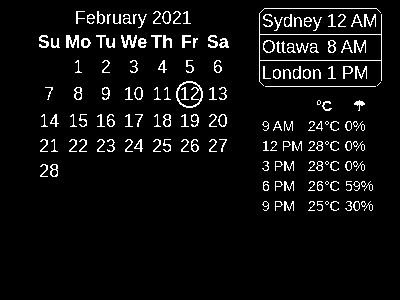 February 2021
Su Mo Tu We Th Fr Sa
1 2 3 4 5 6
7 8 9 10 11 12 13
14 15 16 17 18 19 20
21 22 23 24 25 26 27
28
Sydney 12 AM
Ottawa 8 AM
London 1 PM
°C
9 AM 24°C 0%
12 PM 28°C 0%
3 PM 28°C 0%
6 PM 26°C 59%
9 PM 25°C 30%